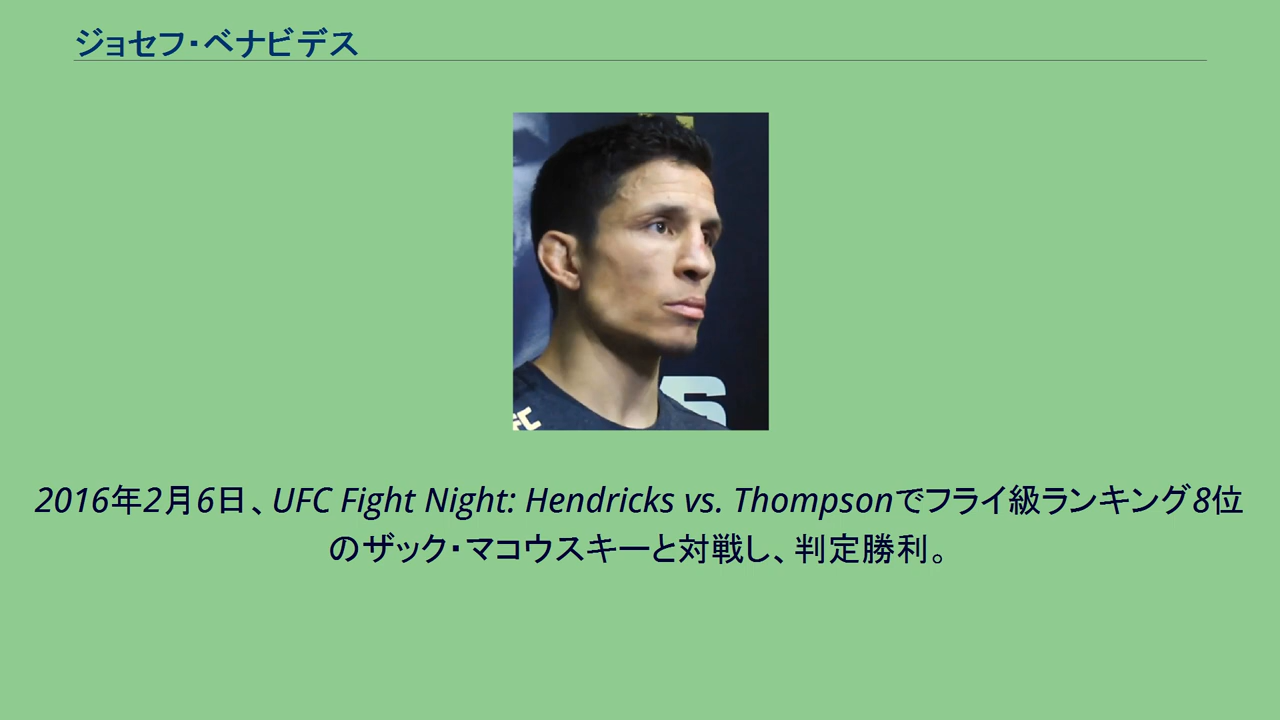 ジョセフ・ベナビデス
2016年2月6日、UFC Fight Night: Hendricks vs. Thompsonでフライ級ランキング8位
のザック・マコウスキーと対戦し、判定勝利。